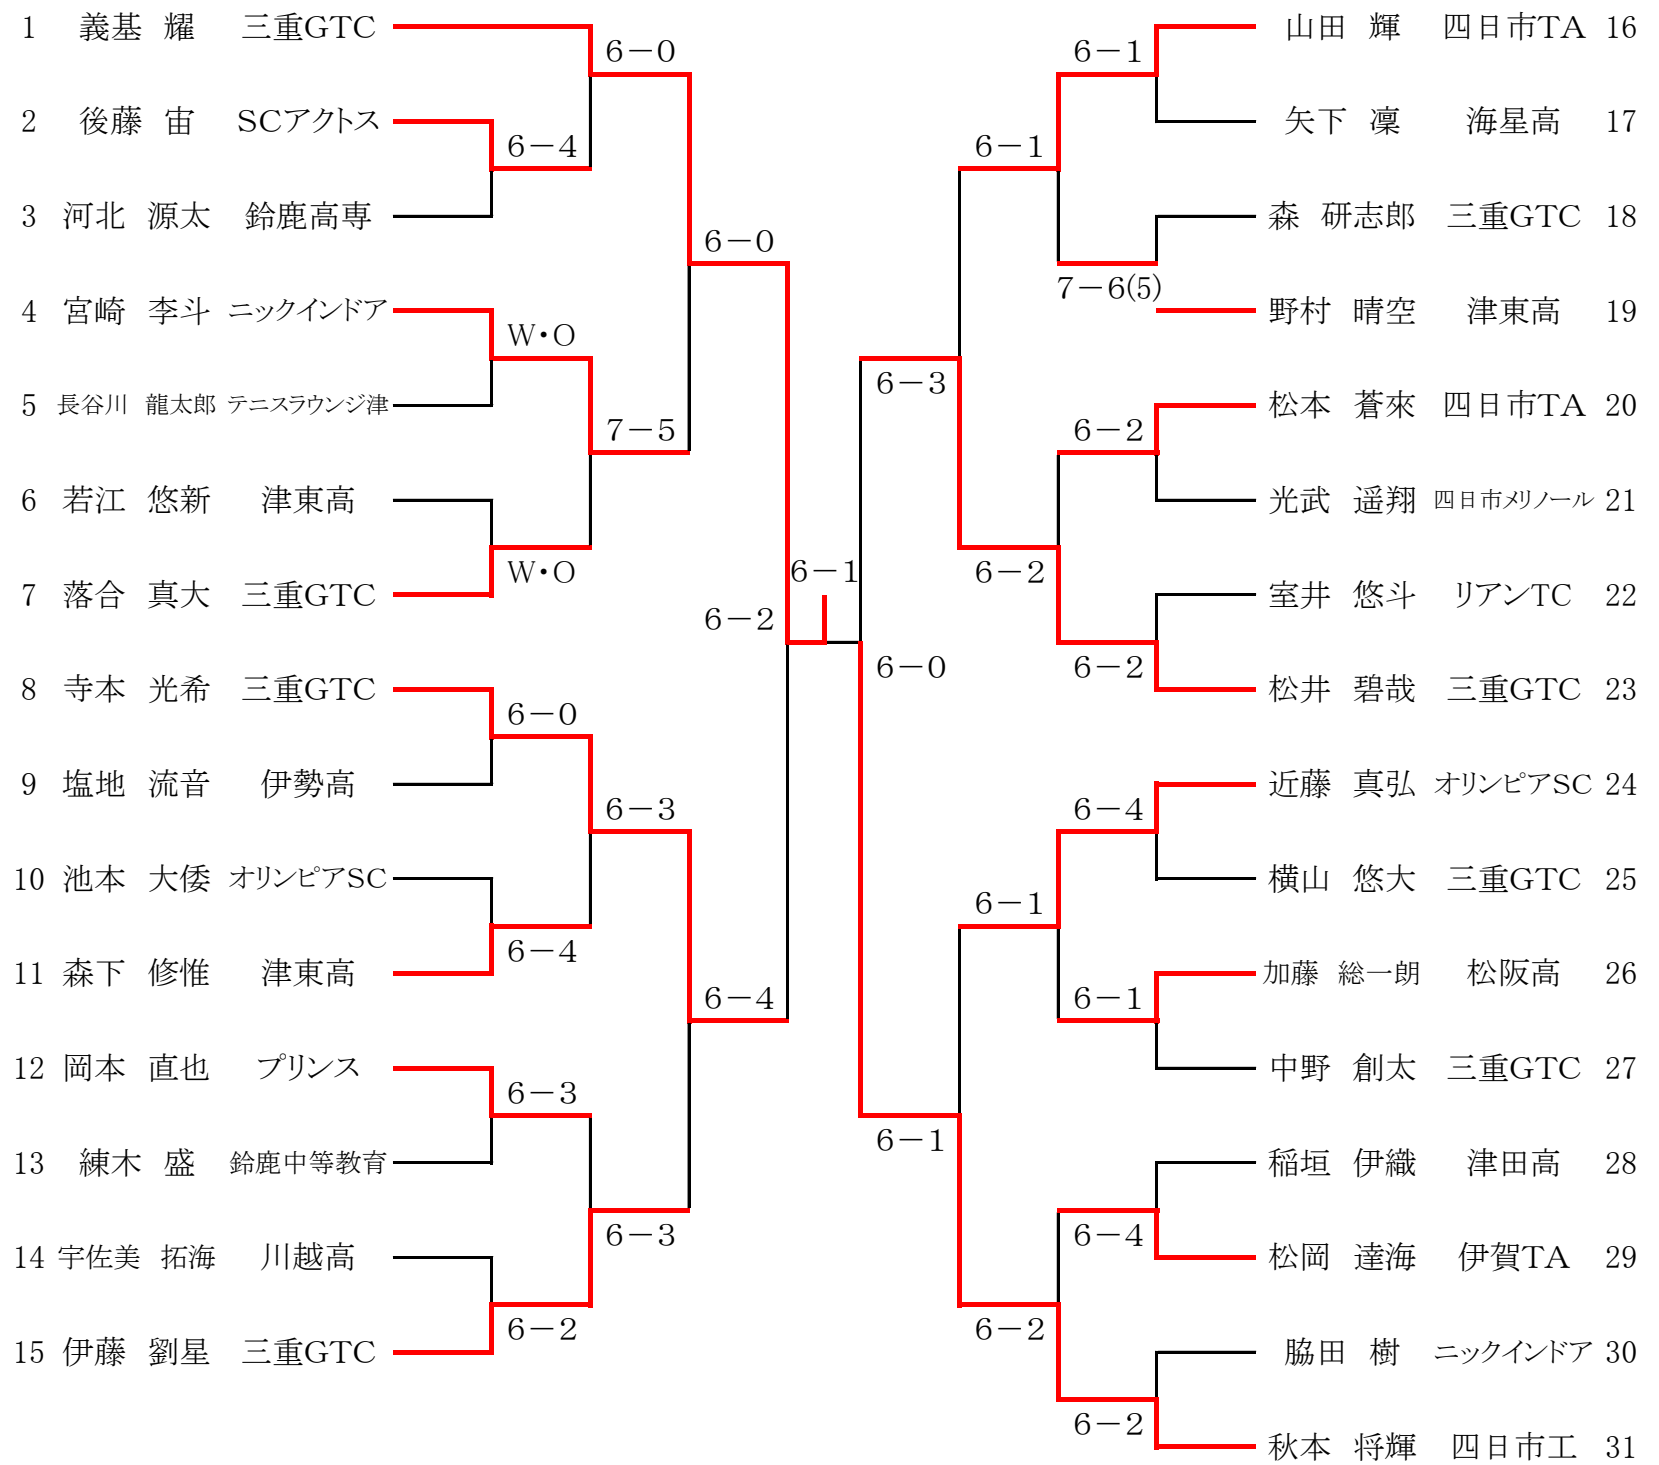 1 義基 耀 三重GTC
6－0
2 後藤 宙 SCアクトス
6－4
3 河北 源太 鈴鹿高専
6－0
4 宮崎 李斗 ニックインドア
W・O
5 長谷川 龍太郎 テニスラウンジ津
7－5
6 若江 悠新 津東高
W・O
7 落合 真大 三重GTC
6－2
8 寺本 光希 三重GTC
6－0
9 塩地 流音 伊勢高
6－3
10 池本 大倭 オリンピアSC
6－4
11 森下 修惟 津東高
6－4
12 岡本 直也 プリンス
6－3
13 練木 盛 鈴鹿中等教育
6－3
14 宇佐美 拓海 川越高
6－2
15 伊藤 劉星 三重GTC
6－1
山田 輝 四日市TA 16
6－1
矢下 凜 海星高 17
6－1
森 研志郎 三重GTC 18
7－6(5)
野村 晴空 津東高 19
6－3
松本 蒼來 四日市TA 20
6－2
光武 遥翔 四日市メリノール 21
6－2
室井 悠斗 リアンTC 22
6－2
松井 碧哉 三重GTC 23
6－0
近藤 真弘 オリンピアSC 24
6－4
横山 悠大 三重GTC 25
6－1
加藤 総一朗 松阪高 26
6－1
中野 創太 三重GTC 27
6－1
稲垣 伊織 津田高 28
6－4
松岡 達海 伊賀TA 29
6－2
脇田 樹 ニックインドア 30
6－2
秋本 将輝 四日市工 31